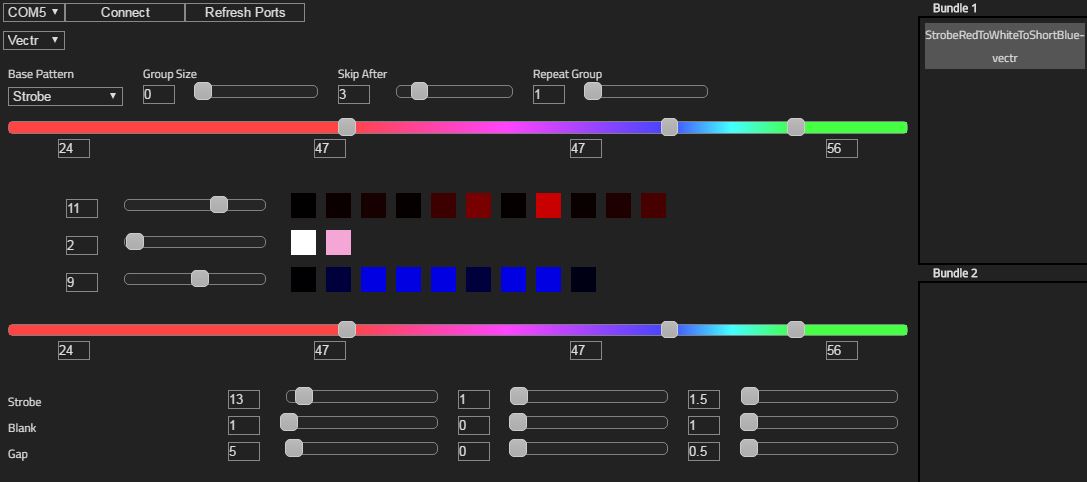 COM5 Connect Refresh Ports
Vectr
Base Pattern Group Size Skip After Repeat Group
Strobe 0 3 1
24 47 47 56
11
2
9
24 47 47 56
Strobe 13 1 1.5
Blank 1 0 1
Gap 5 0 0.5
Bundle 1
StrobeRedToWhiteToShortBlue-
vectr
Bundle 2